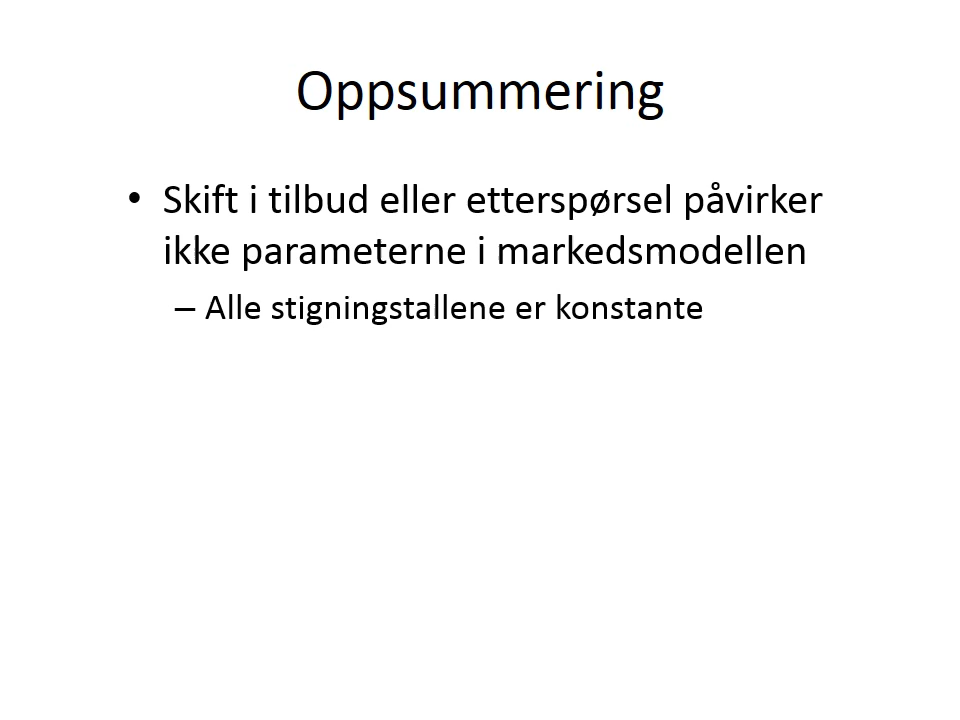 Oppsummering
• Skift i tilbud eller etterspørsel påvirker
ikke parameterne i markedsmodellen
– Alle stigningstallene er konstante